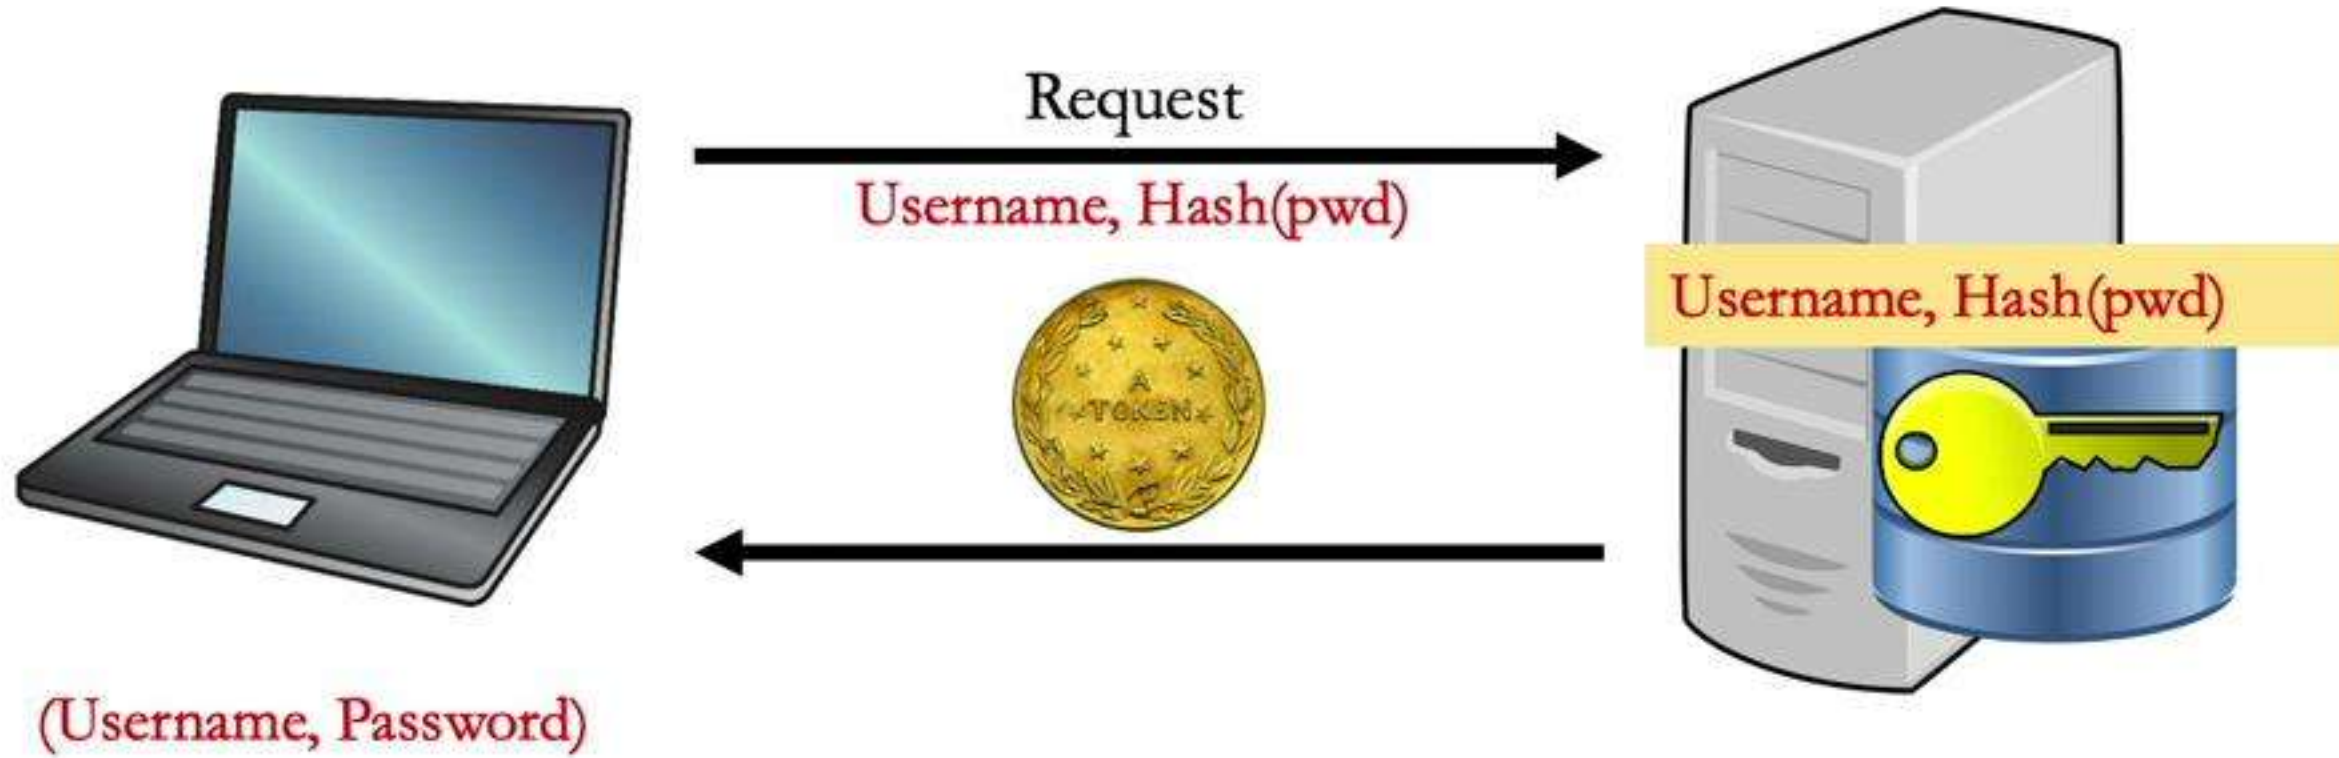 Request
Username, Hash(pwd)
Username, Hash(pwd)
A
TOKEN
(Username, Password)